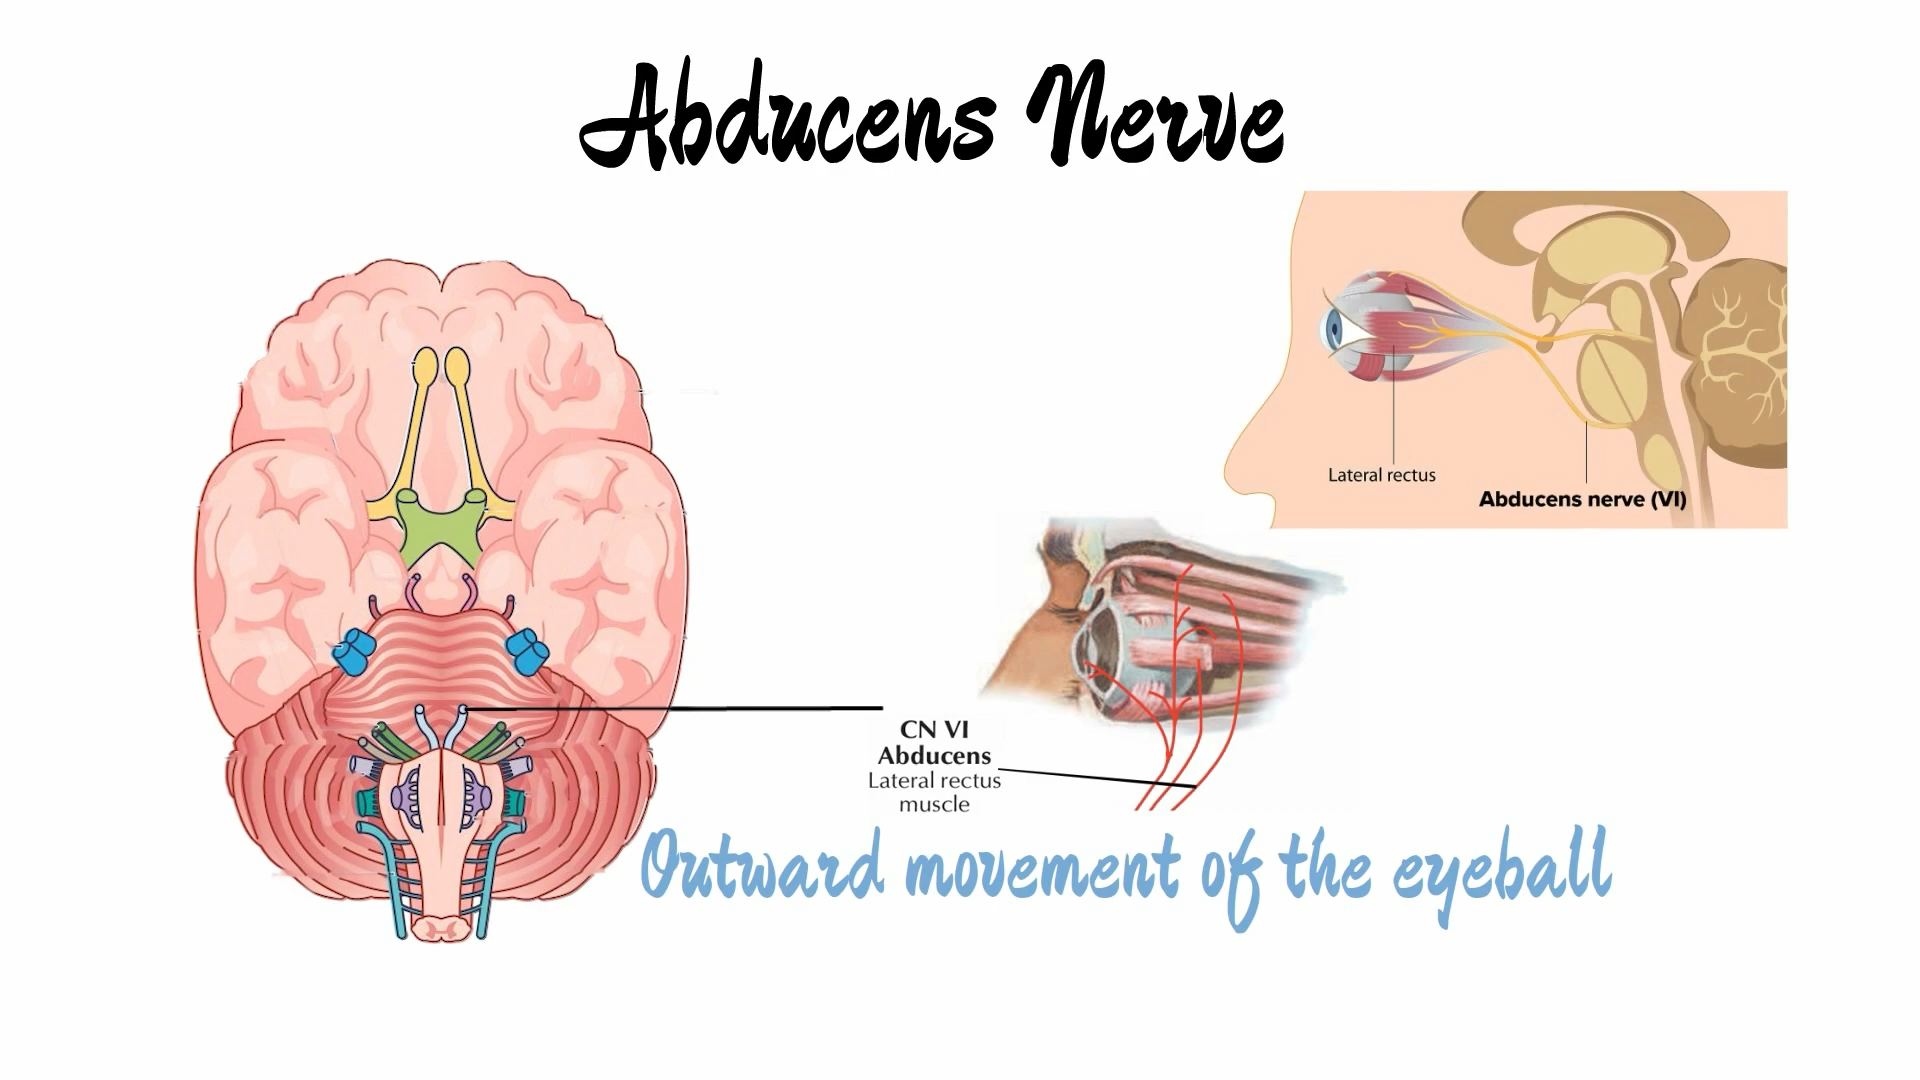 Abducens Nerve
Lateral rectus
Abducens nerve (VI)
CN VI
Abducens
Lateral rectus
muscle
Outward movement of the eyeball